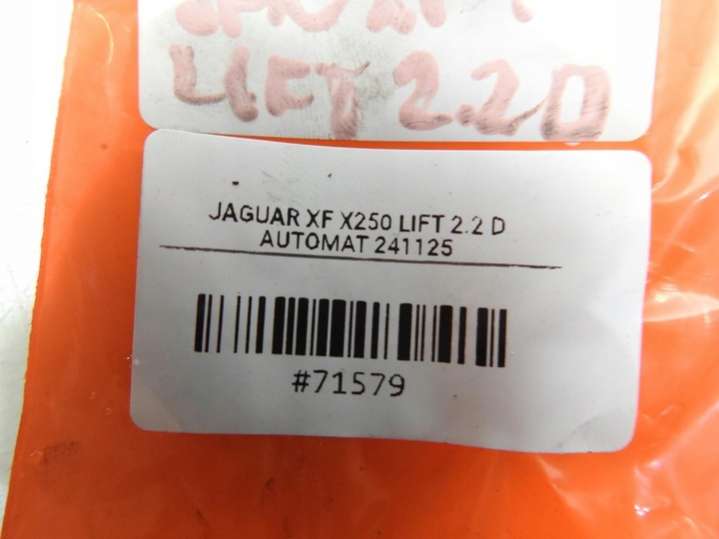 LIFT 2.2D
JAGUAR XF X250 LIFT 2.2 D
AUTOMAT 241125
#71579